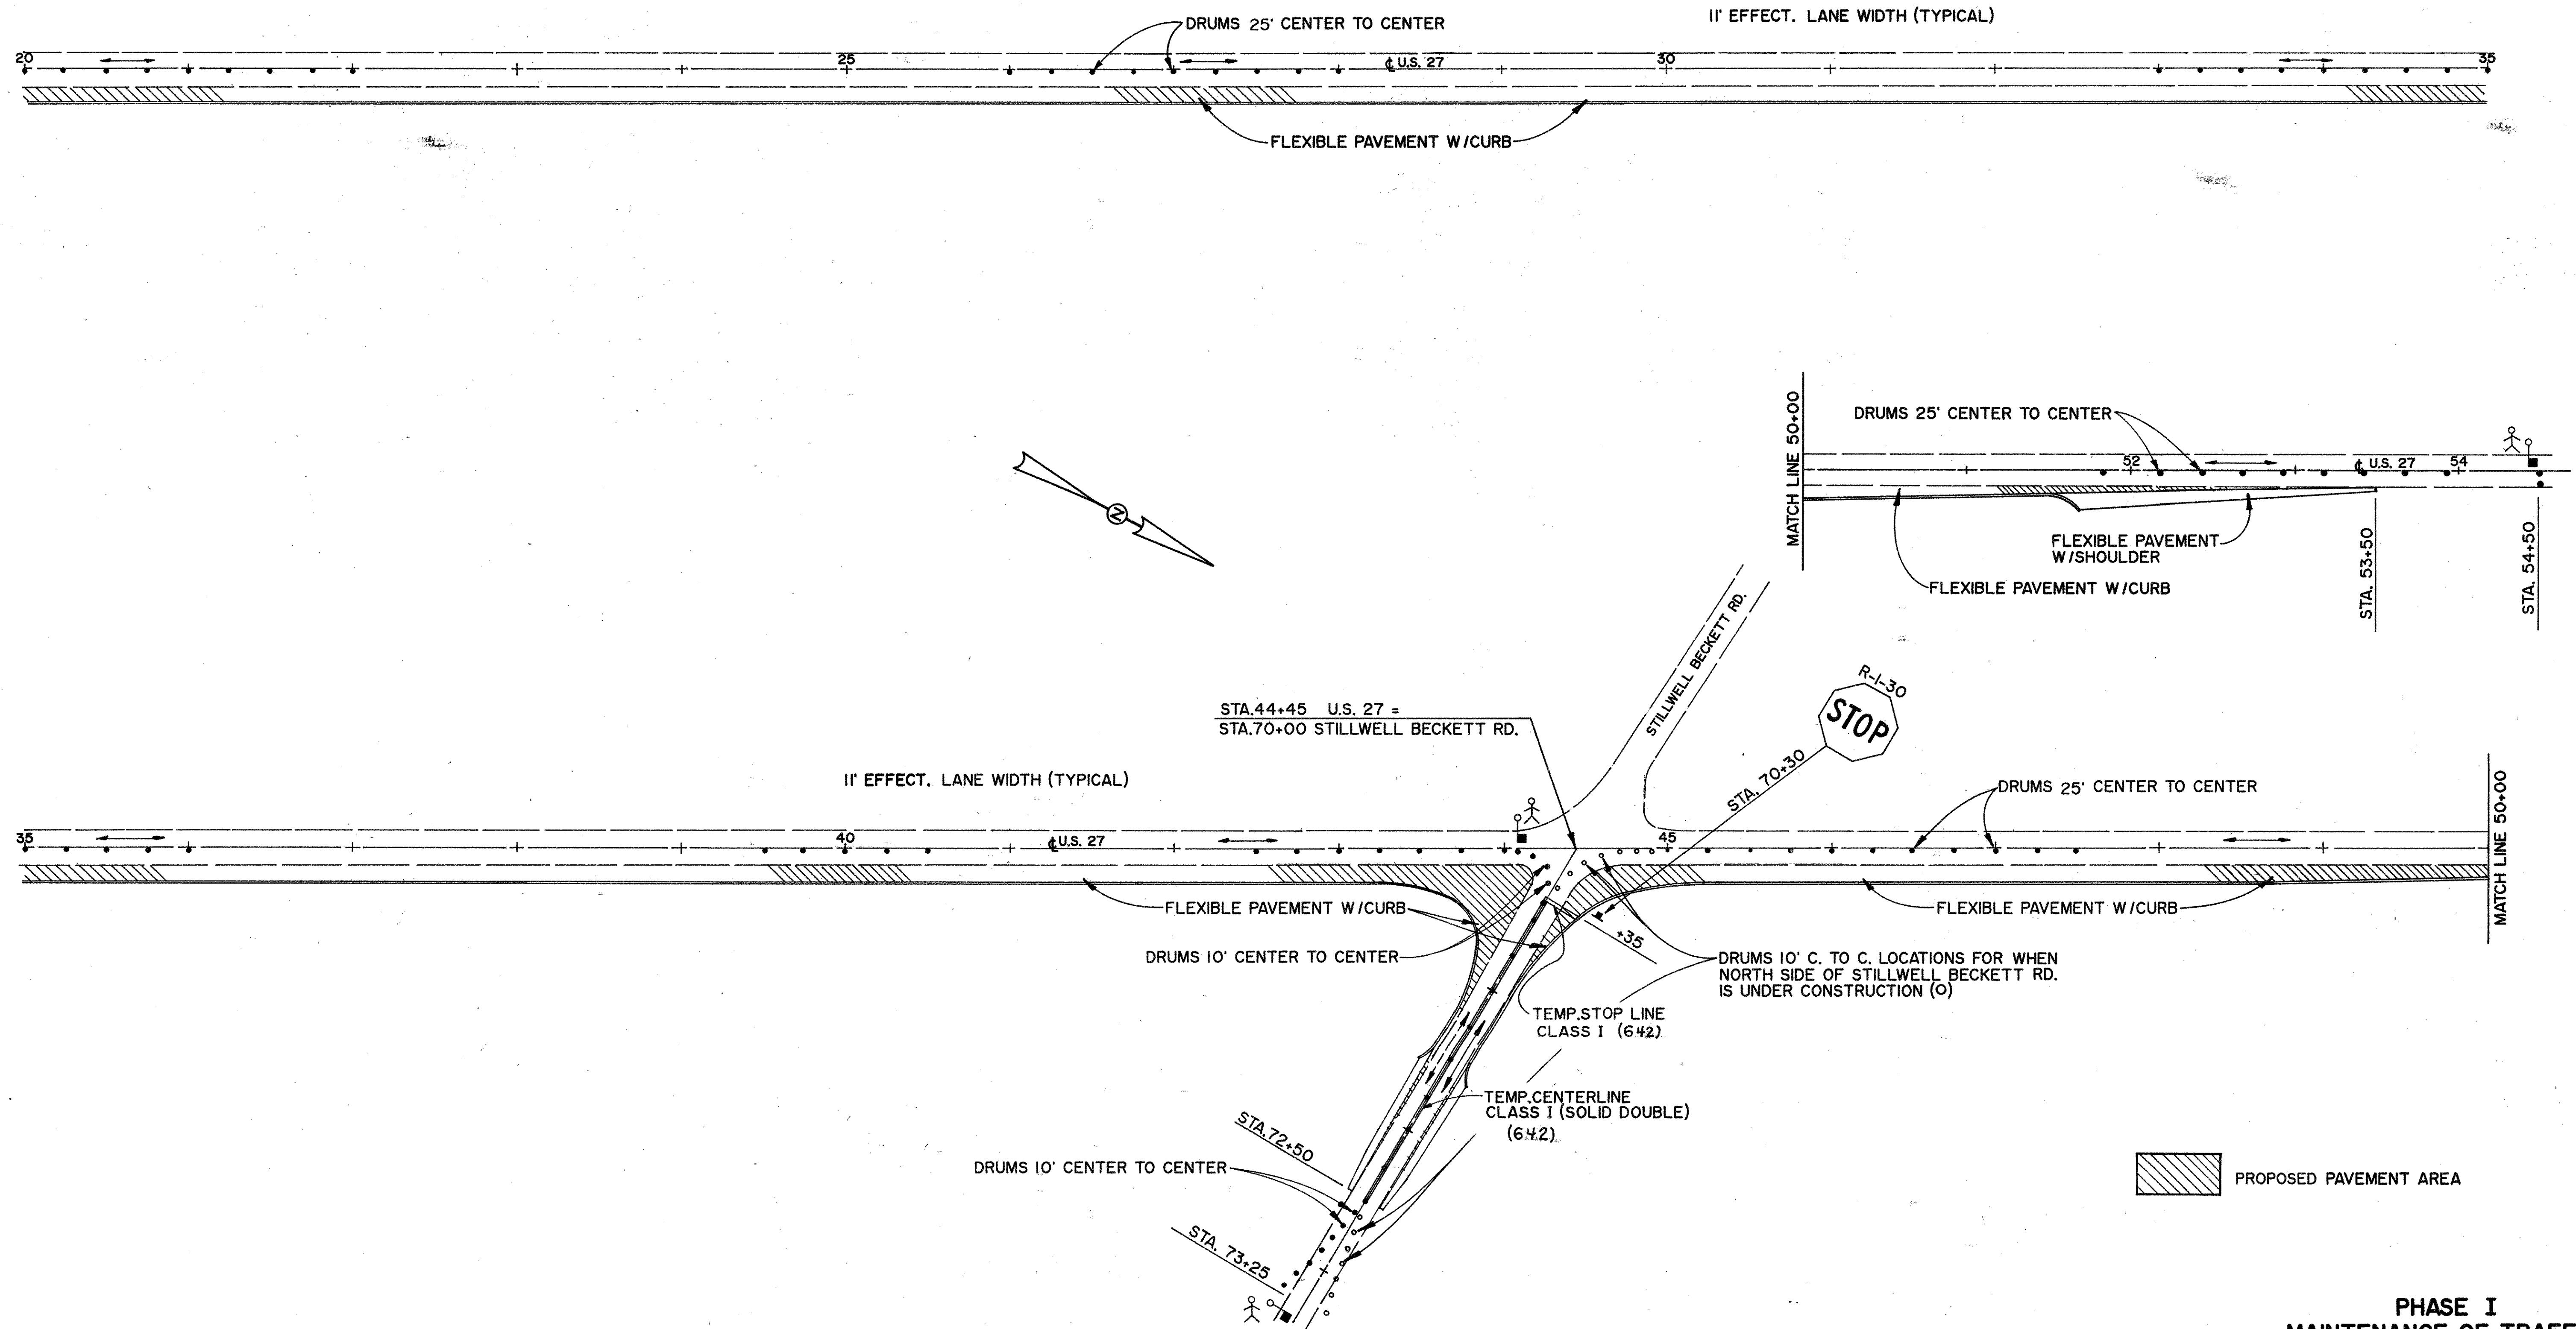 DRUMS 25' CENTER TO CENTER
11' EFFECT. LANE WIDTH (TYPICAL)
20
25
℄ U.S. 27
30
35
FLEXIBLE PAVEMENT W/CURB
MATCH LINE 50+00
DRUMS 25' CENTER TO CENTER
52
℄ U.S. 27
54
FLEXIBLE PAVEMENT
W/SHOULDER
FLEXIBLE PAVEMENT W/CURB
STA. 53+50
STA. 54+50
N
STILLWELL BECKETT RD.
R-1-30
STOP
STA. 70+30
STA.44+45 U.S. 27 =
STA.70+00 STILLWELL BECKETT RD.
11' EFFECT. LANE WIDTH (TYPICAL)
DRUMS 25' CENTER TO CENTER
MATCH LINE 50+00
35
40
℄ U.S. 27
45
FLEXIBLE PAVEMENT W/CURB
FLEXIBLE PAVEMENT W/CURB
+35
DRUMS 10' CENTER TO CENTER
DRUMS 10' C. TO C. LOCATIONS FOR WHEN
NORTH SIDE OF STILLWELL BECKETT RD.
IS UNDER CONSTRUCTION (O)
TEMP.STOP LINE
CLASS I (642)
TEMP.CENTERLINE
CLASS I (SOLID DOUBLE)
(642)
STA.72+50
DRUMS 10' CENTER TO CENTER
STA. 73+25
PROPOSED PAVEMENT AREA
PHASE I
MAINTENANCE OF TRAFF